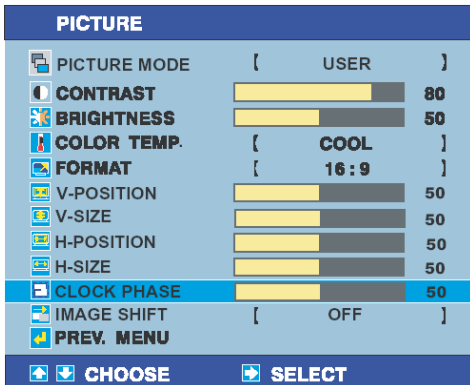 PICTURE
PICTURE MODE [ USER ]
CONTRAST 80
BRIGHTNESS 50
COLOR TEMP. [ COOL ]
FORMAT [ 16:9 ]
V-POSITION 50
V-SIZE 50
H-POSITION 50
H-SIZE 50
CLOCK PHASE 50
IMAGE SHIFT [ OFF ]
PREV. MENU
CHOOSE SELECT